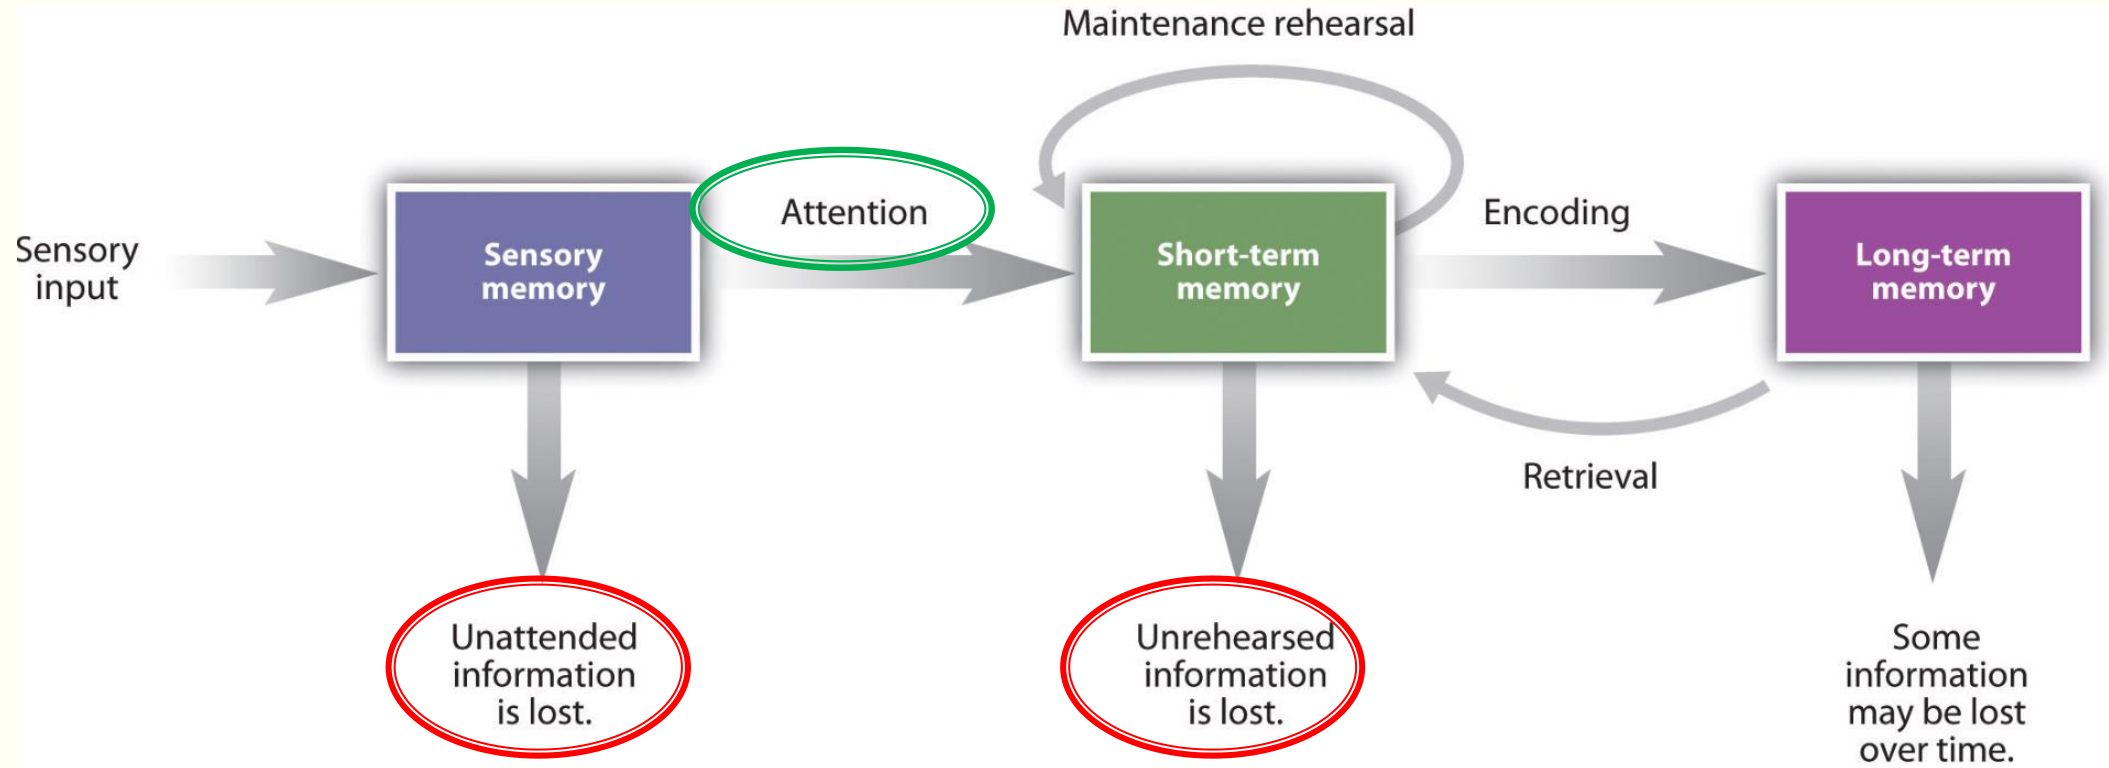 Maintenance rehearsal
Sensory
input
Sensory
memory
Attention
Short-term
memory
Encoding
Long-term
memory
Retrieval
Unattended
information
is lost.
Unrehearsed
information
is lost.
Some
information
may be lost
over time.